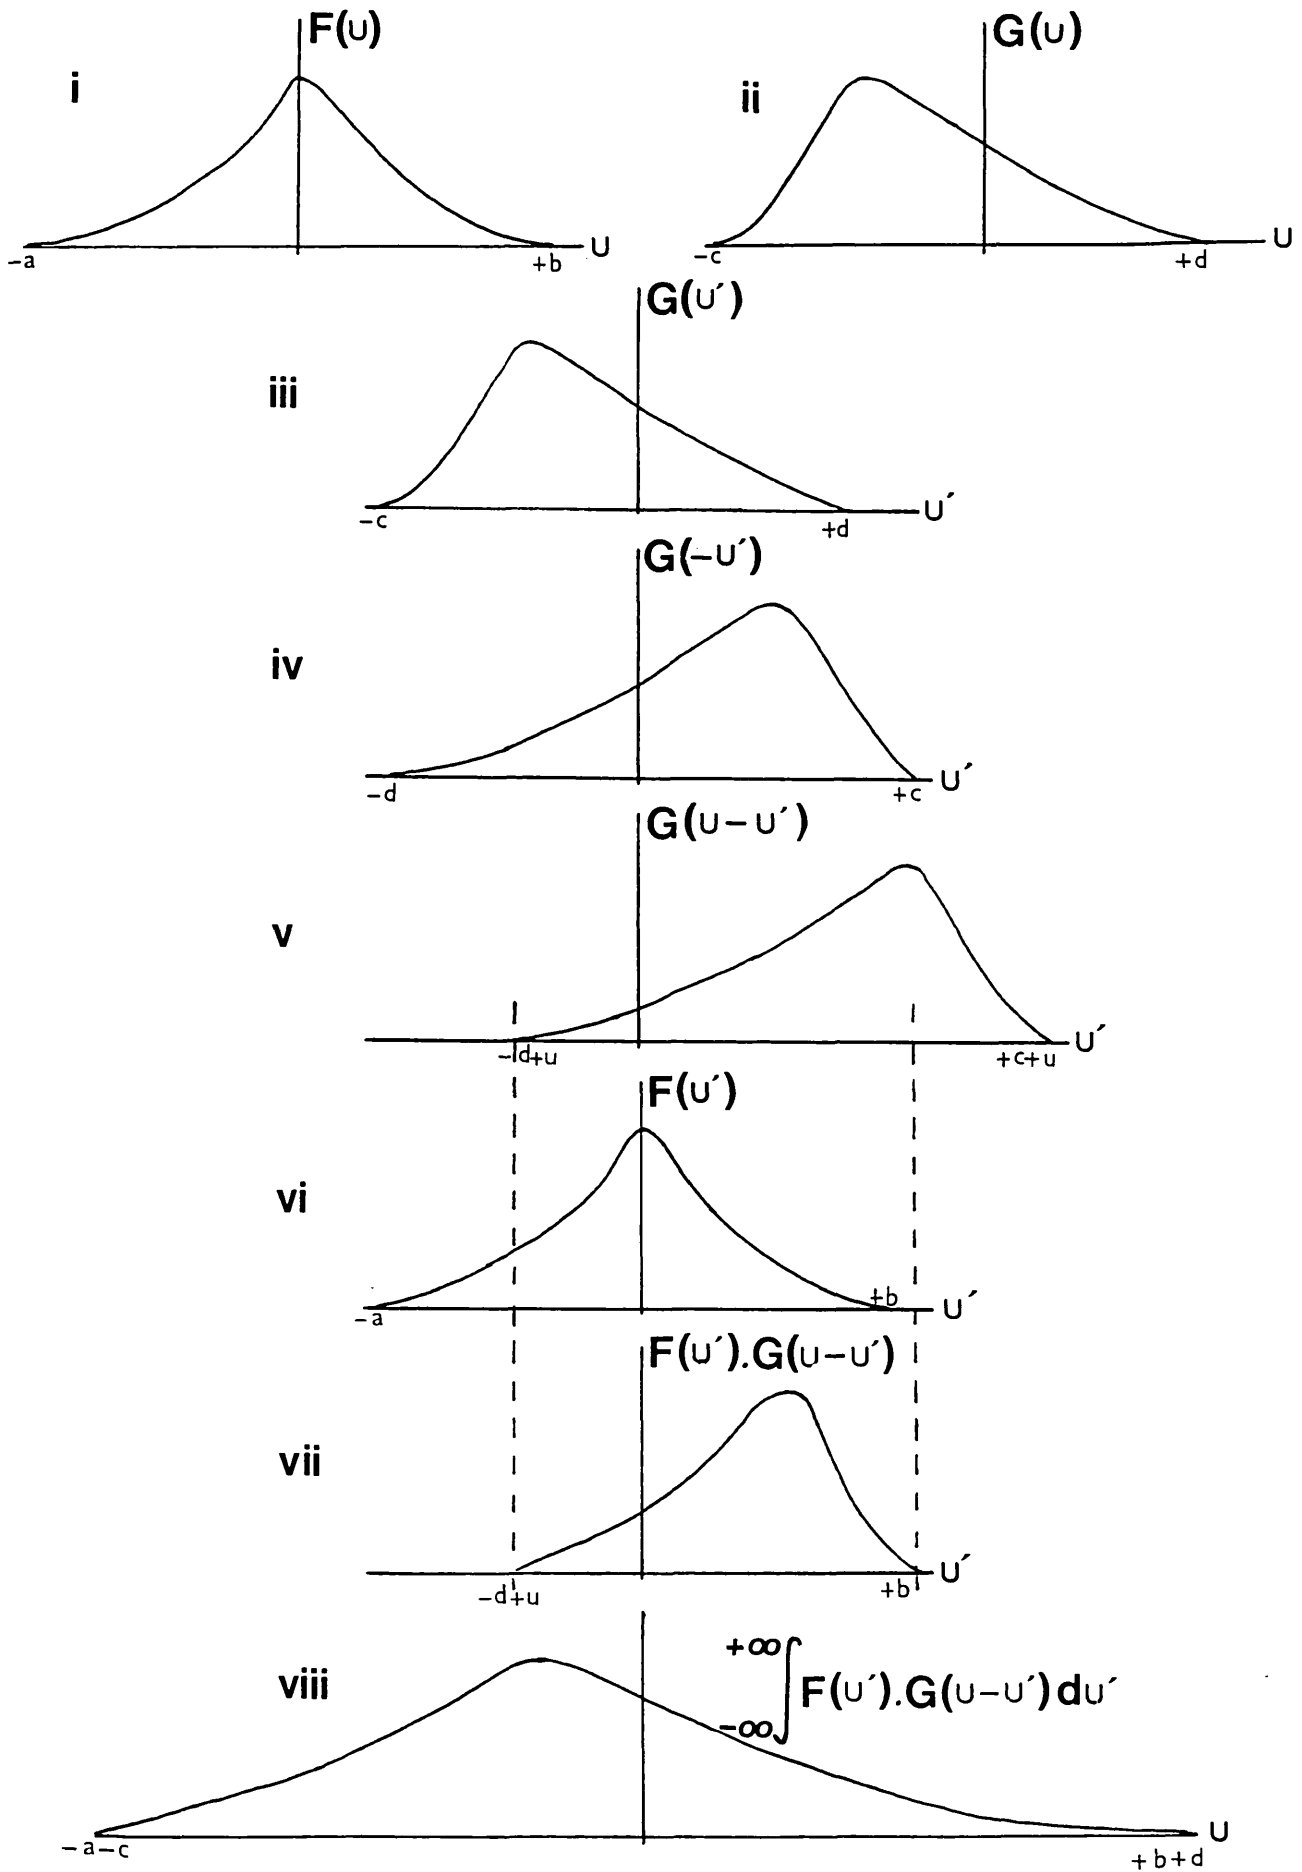 i
F(U)
-a
+b
U
ii
G(U)
-c
+d
U
iii
G(U′)
-c
+d
U′
iv
G(-U′)
-d
+c
U′
v
G(U-U′)
-d+u
+c+u
U′
vi
F(U′)
-a
+b
U′
vii
F(U′).G(U-U′)
-d+u
+b
U′
viii
+∞
∫F(U′).G(U-U′)dU′
-∞
-a-c
+b+d
U